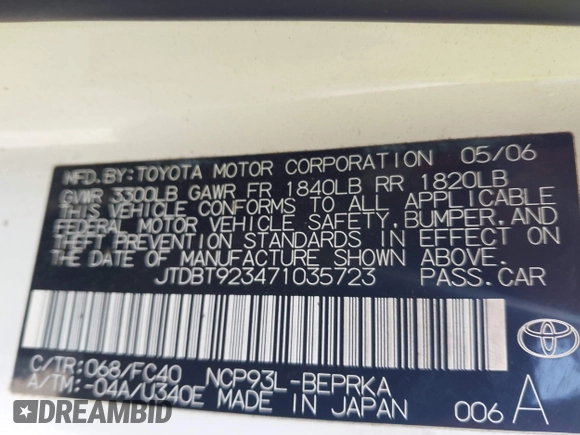 MFD. BY: TOYOTA MOTOR CORPORATION 05/06
GVWR 3300LB GAWR FR 1840LB RR 1820LB
THIS VEHICLE CONFORMS TO ALL APPLICABLE
FEDERAL MOTOR VEHICLE SAFETY, BUMPER, AND
THEFT PREVENTION STANDARDS IN EFFECT ON
THE DATE OF MANUFACTURE SHOWN ABOVE.
JTDBT923471035723 PASS.CAR
C/TR:068/FC40 NCP93L-BEPRKA
A/TM:-04A/U340E MADE IN JAPAN 006 A
TOYOTA
DREAMBID